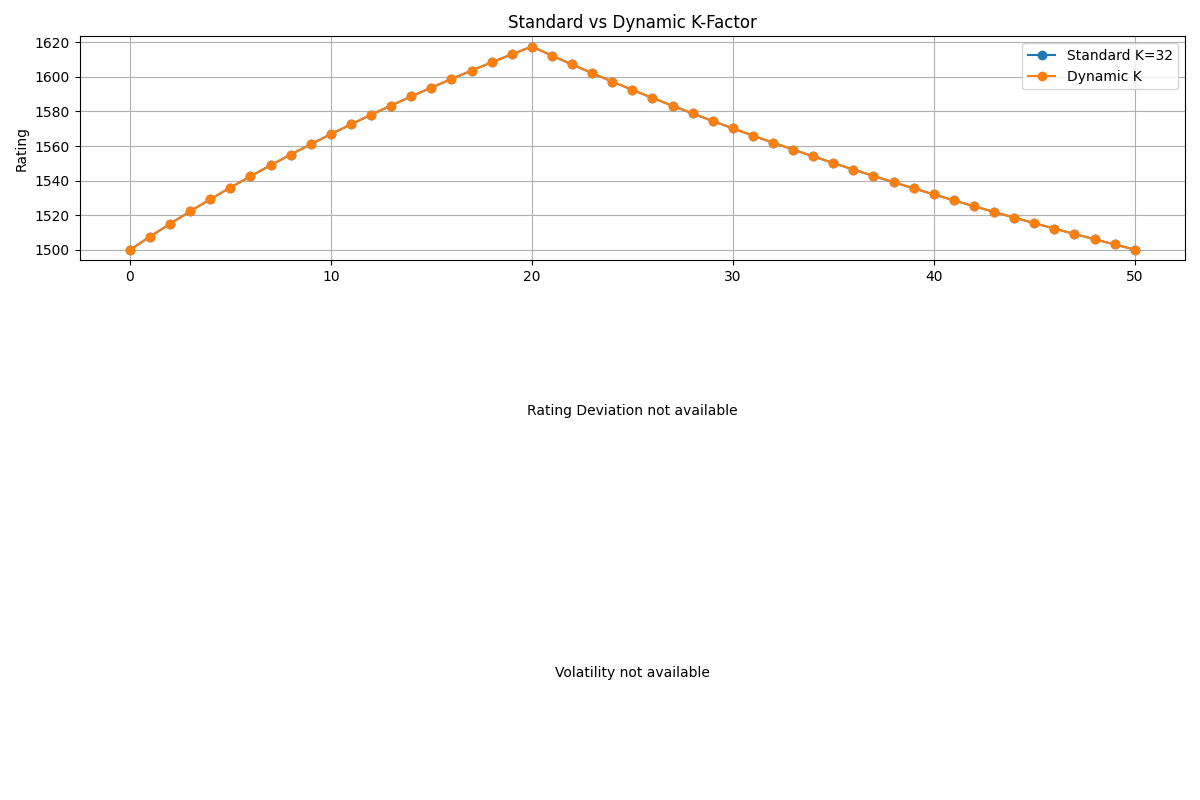 Standard vs Dynamic K-Factor
1620
1600
1580
1560
1540
1520
1500
Rating
Standard K=32
Dynamic K
0 10 20 30 40 50
Rating Deviation not available
Volatility not available